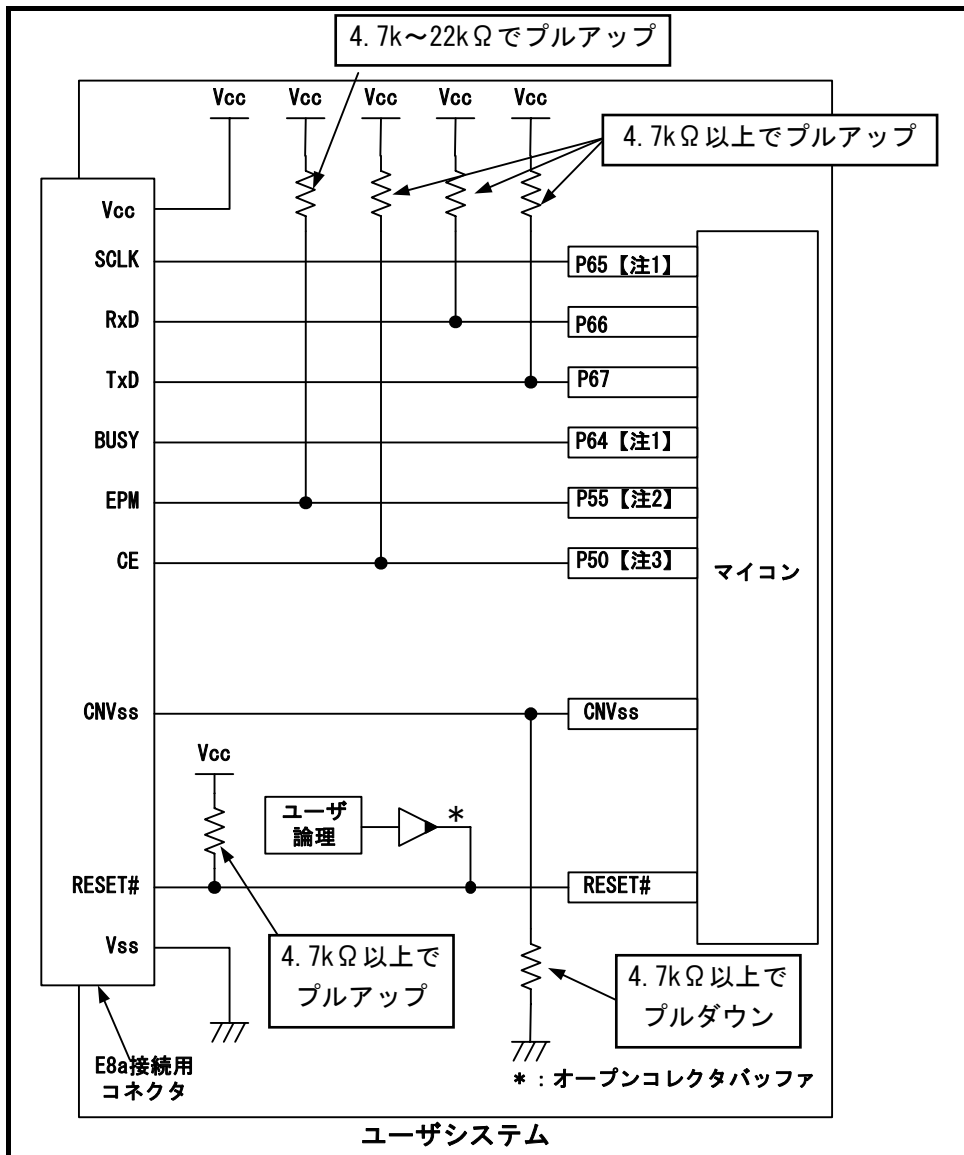 4.7k～22kΩでプルアップ
Vcc Vcc Vcc Vcc Vcc
4.7kΩ以上でプルアップ
Vcc
SCLK
P65【注1】
RxD
P66
TxD
P67
BUSY
P64【注1】
EPM
P55【注2】
CE
P50【注3】
マイコン
CNVss
CNVss
Vcc
ユーザ
論理
*
RESET#
RESET#
Vss
4.7kΩ以上で
プルアップ
4.7kΩ以上で
プルダウン
E8a接続用
コネクタ
*：オープンコレクタバッファ
ユーザシステム